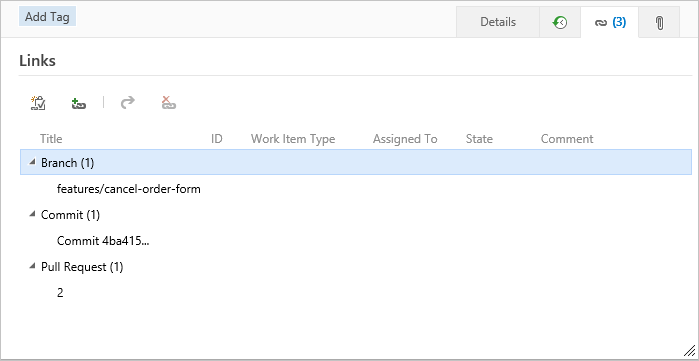 Add Tag
Details
(3)
Links
Title ID Work Item Type Assigned To State Comment
Branch (1)
features/cancel-order-form
Commit (1)
Commit 4ba415...
Pull Request (1)
2